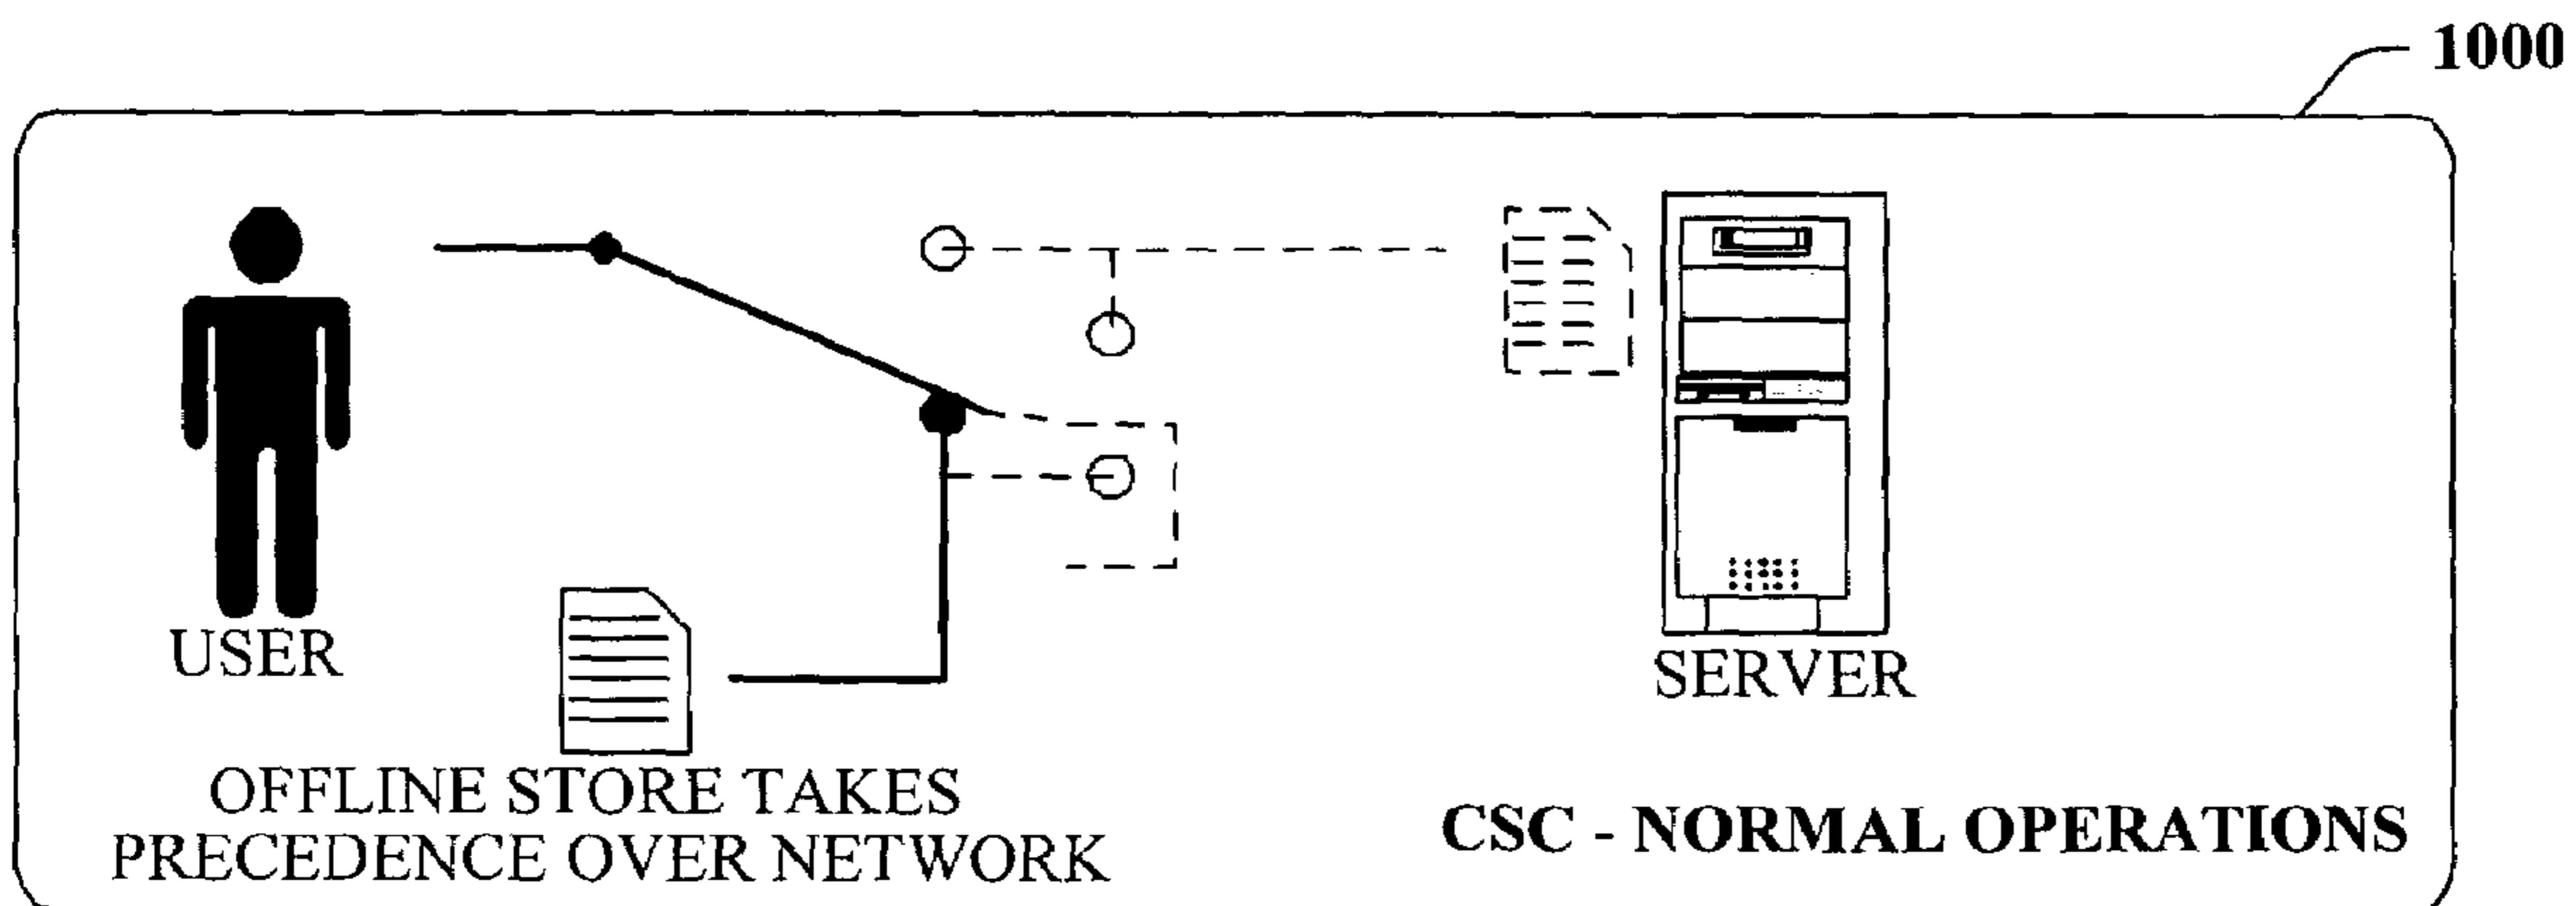 1000
USER
SERVER
OFFLINE STORE TAKES
PRECEDENCE OVER NETWORK
CSC - NORMAL OPERATIONS